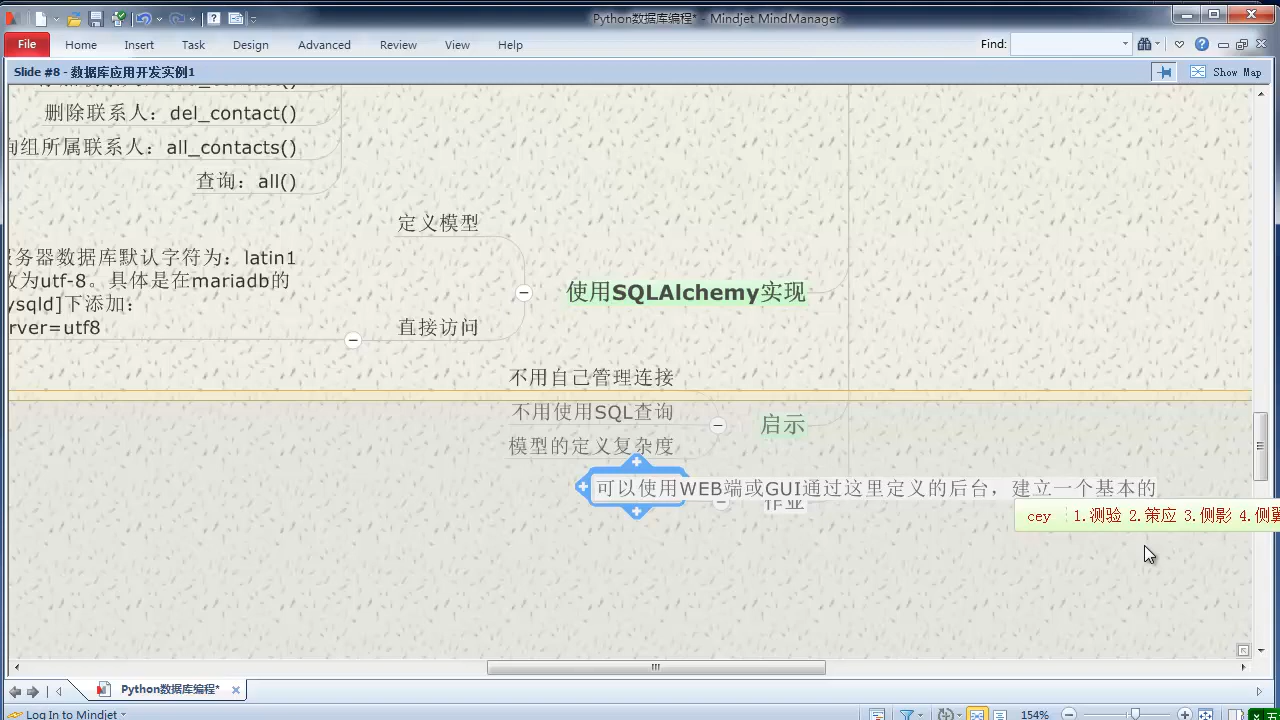 Python数据库编程* - Mindjet MindManager
File Home Insert Task Design Advanced Review View Help Find:
Slide #8 - 数据库应用开发实例1 Show Map
删除联系人：del_contact()
组所属联系人：all_contacts()
查询：all()
定义模型
务器数据库默认字符为：latin1
为utf-8。具体是在mariadb的
ysqld]下添加：
rver=utf8
使用SQLAlchemy实现
直接访问
不用自己管理连接
不用使用SQL查询
启示
模型的定义复杂度
可以使用WEB端或GUI通过这里定义的后台，建立一个基本的
作业
cey 1.测验 2.策应 3.侧影 4.侧翼
Python数据库编程*
Log In to Mindjet 154%